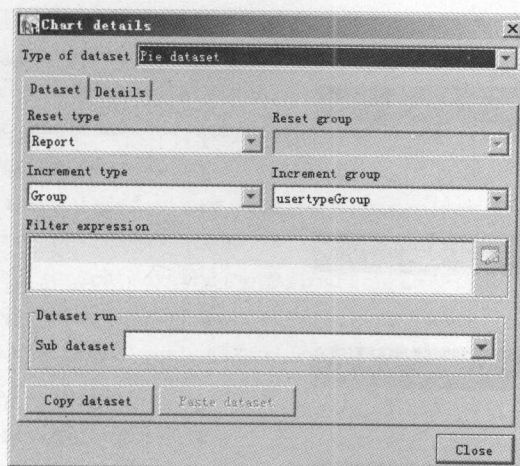 Chart details
Type of dataset Pie dataset
Dataset Details
Reset type Reset group
Report
Increment type Increment group
Group usertypeGroup
Filter expression
Dataset run
Sub dataset
Copy dataset Paste dataset
Close